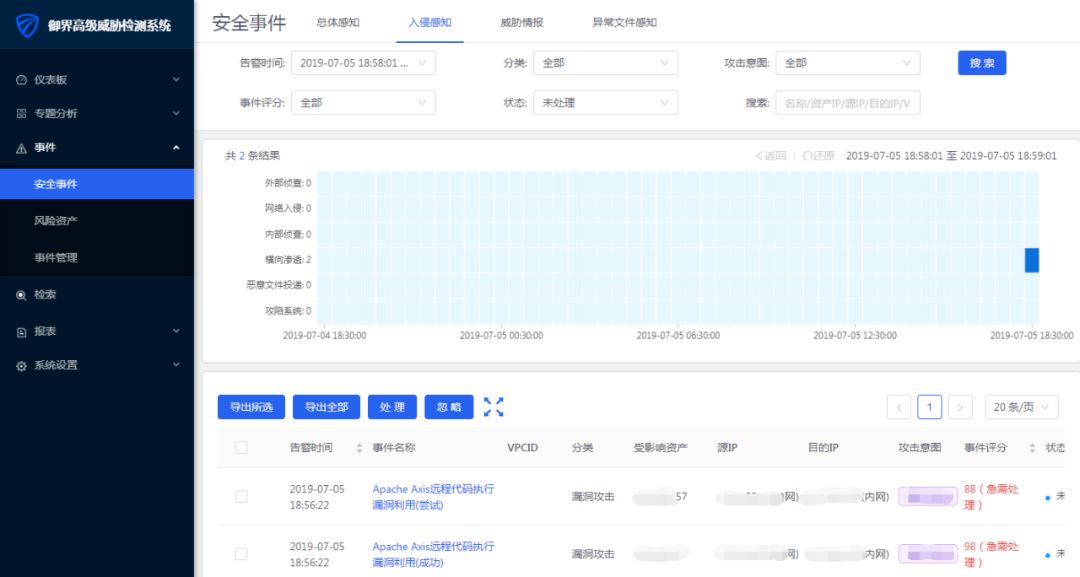 御界高级威胁检测系统
仪表板
专题分析
事件
安全事件
风险资产
事件管理
检索
报表
系统设置
安全事件 总体感知 入侵感知 威胁情报 异常文件感知
告警时间: 2019-07-05 18:58:01 ... 分类: 全部 攻击意图: 全部 搜索
事件评分: 全部 状态: 未处理 搜索: 名称/资产IP/源IP/目的IP/V
共 2 条结果 返回 还原 2019-07-05 18:58:01 至 2019-07-05 18:59:01
外部侦查: 0
网络入侵: 0
内部侦查: 0
横向渗透: 2
恶意文件投递: 0
攻陷系统: 0
2019-07-04 18:30:00 2019-07-05 00:30:00 2019-07-05 06:30:00 2019-07-05 12:30:00 2019-07-05 18:30:00
导出所选 导出全部 处理 忽略 1 20 条/页
告警时间 事件名称 VPCID 分类 受影响资产 源IP 目的IP 攻击意图 事件评分 状态
2019-07-05 18:56:22
Apache Axis远程代码执行
漏洞利用(尝试)
漏洞攻击 57 网) (内网)
88（急需处
理）
未
2019-07-05 18:56:22
Apache Axis远程代码执行
漏洞利用(成功)
漏洞攻击 网) 内网)
98（急需处
理）
未